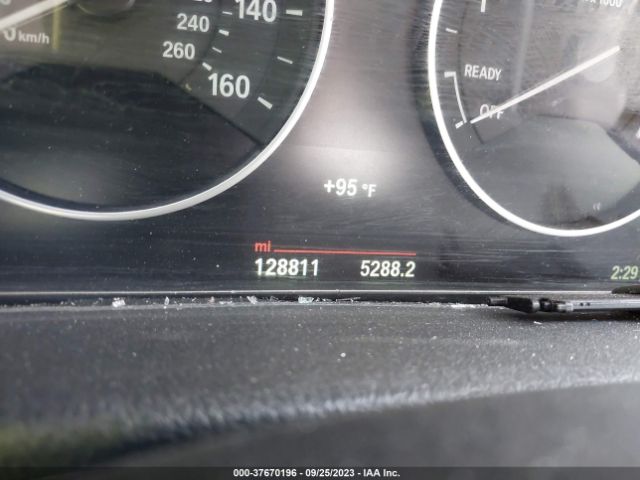 140
240
260
160
km/h
x1000
READY
OFF
+95 °F
mi
128811 5288.2
2:29
000-37670196 - 09/25/2023 - IAA Inc.